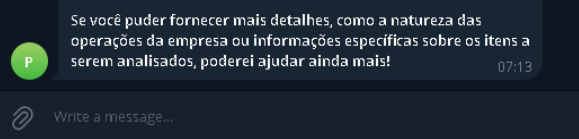 Se você puder fornecer mais detalhes, como a natureza das
operações da empresa ou informações específicas sobre os itens a
serem analisados, poderei ajudar ainda mais!
07:13
P
Write a message...